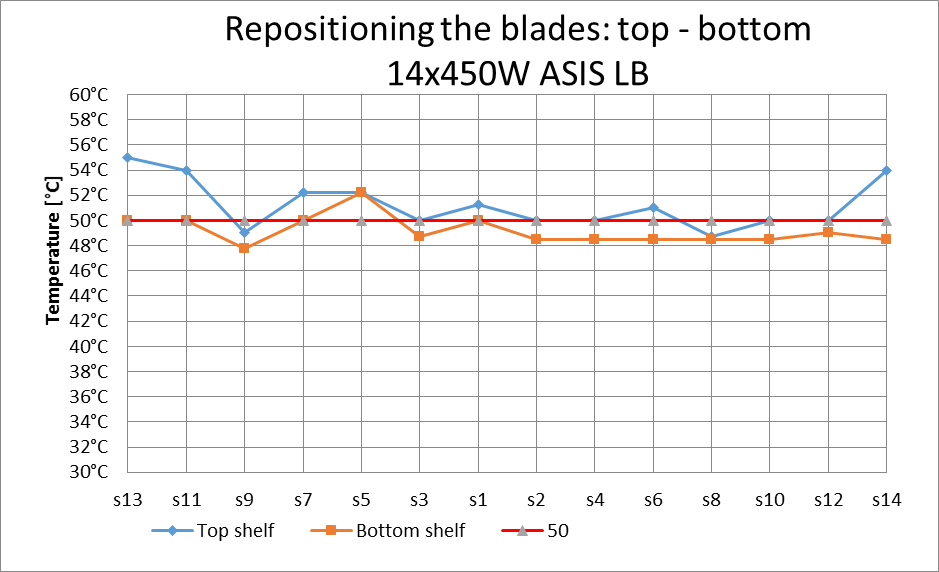 Repositioning the blades: top - bottom
14x450W ASIS LB
Temperature [°C]
60°C
58°C
56°C
54°C
52°C
50°C
48°C
46°C
44°C
42°C
40°C
38°C
36°C
34°C
32°C
30°C
s13 s11 s9 s7 s5 s3 s1 s2 s4 s6 s8 s10 s12 s14
Top shelf Bottom shelf 50